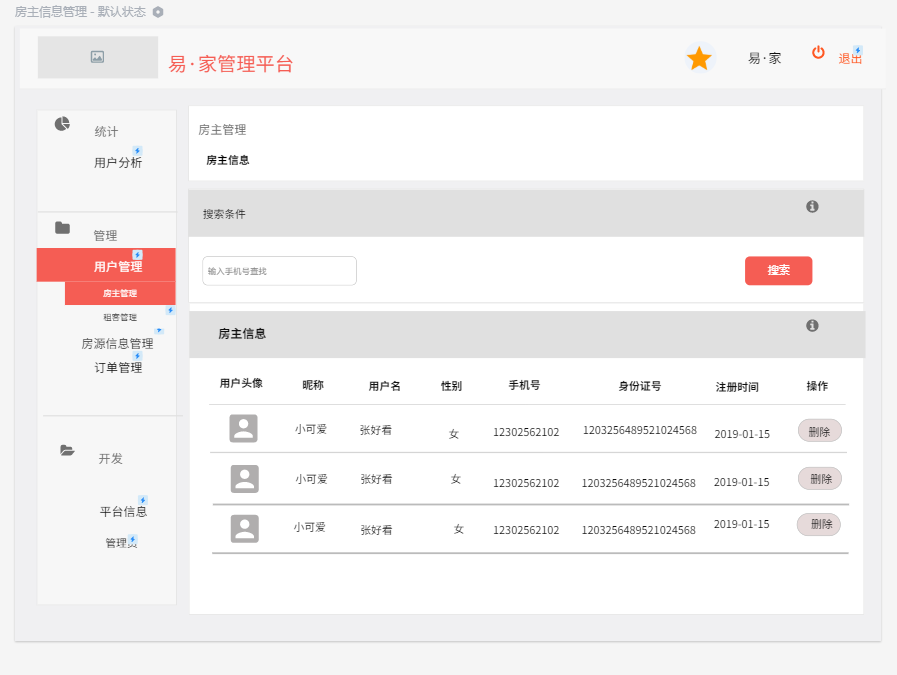 房主信息管理 - 默认状态
易·家管理平台
易·家
退出
统计
用户分析
管理
用户管理
房主管理
租客管理
房源信息管理
订单管理
开发
平台信息
管理员
房主管理
房主信息
搜索条件
输入手机号查找
搜索
房主信息
用户头像 昵称 用户名 性别 手机号 身份证号 注册时间 操作
小可爱 张好看 女 12302562102 1203256489521024568 2019-01-15 删除
小可爱 张好看 女 12302562102 1203256489521024568 2019-01-15 删除
小可爱 张好看 女 12302562102 1203256489521024568 2019-01-15 删除